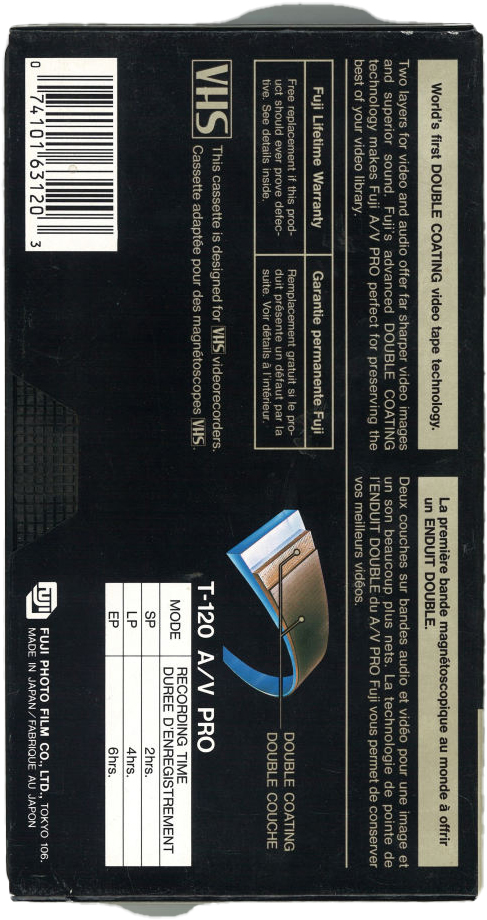 World's first DOUBLE COATING video tape technology.
Two layers for video and audio offer far sharper video images
and superior sound. Fuji's advanced DOUBLE COATING
technology makes Fuji A/V PRO perfect for preserving the
best of your video library.
La première bande magnétoscopique au monde à offrir
un ENDUIT DOUBLE.
Deux couches sur bandes audio et vidéo pour une image et
un son beaucoup plus nets. La technologie de pointe de
l'ENDUIT DOUBLE du A/V PRO Fuji vous permet de conserver
vos meilleurs vidéos.
Fuji Lifetime Warranty
Free replacement if this prod-
uct should ever prove defec-
tive. See details inside.
Garantie permanente Fuji
Remplacement gratuit si le pro-
duit présente un défaut par la
suite. Voir détails à l'intérieur.
DOUBLE COATING
DOUBLE COUCHE
VHS
This cassette is designed for VHS videorecorders.
Cassette adaptée pour des magnétoscopes VHS.
T-120 A/V PRO
MODE RECORDING TIME
DURÉE D'ENREGISTREMENT
SP 2hrs.
LP 4hrs.
EP 6hrs.
0 74101 63120 3
FUJI FUJI PHOTO FILM CO., LTD., TOKYO 106.
MADE IN JAPAN/FABRIQUÉ AU JAPON